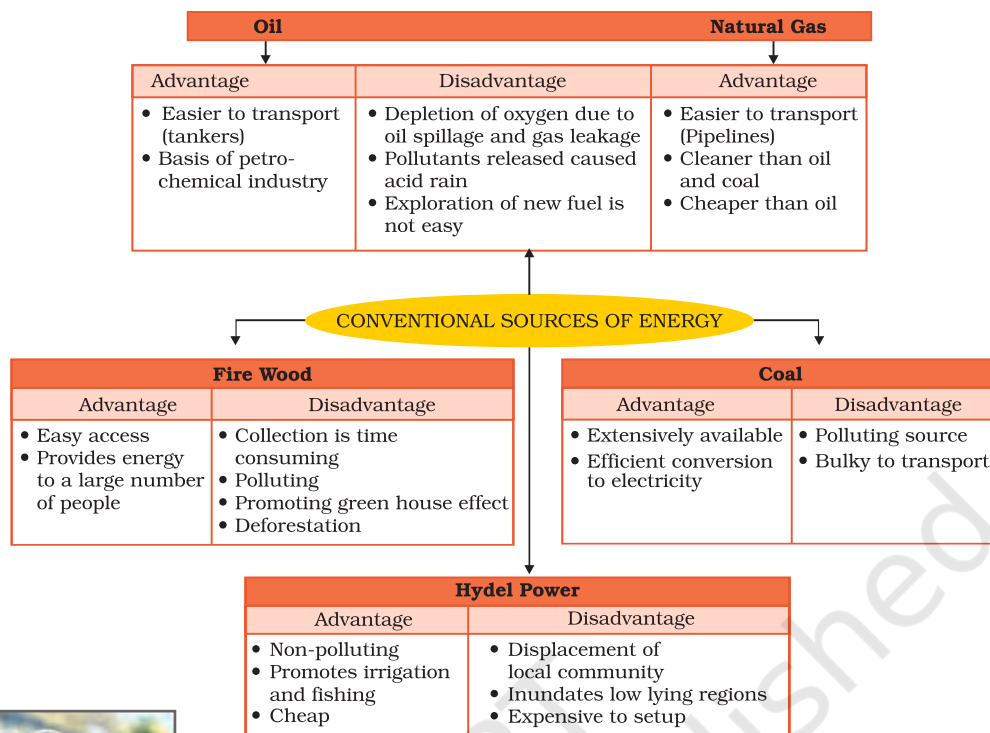 Oil
Natural Gas
Advantage
• Easier to transport
(tankers)
• Basis of petro-
chemical industry
Disadvantage
• Depletion of oxygen due to
oil spillage and gas leakage
• Pollutants released caused
acid rain
• Exploration of new fuel is
not easy
Advantage
• Easier to transport
(Pipelines)
• Cleaner than oil
and coal
• Cheaper than oil
CONVENTIONAL SOURCES OF ENERGY
Fire Wood
Advantage
• Easy access
• Provides energy
to a large number
of people
Disadvantage
• Collection is time
consuming
• Polluting
• Promoting green house effect
• Deforestation
Coal
Advantage
• Extensively available
• Efficient conversion
to electricity
Disadvantage
• Polluting source
• Bulky to transport
Hydel Power
Advantage
• Non-polluting
• Promotes irrigation
and fishing
• Cheap
Disadvantage
• Displacement of
local community
• Inundates low lying regions
• Expensive to setup